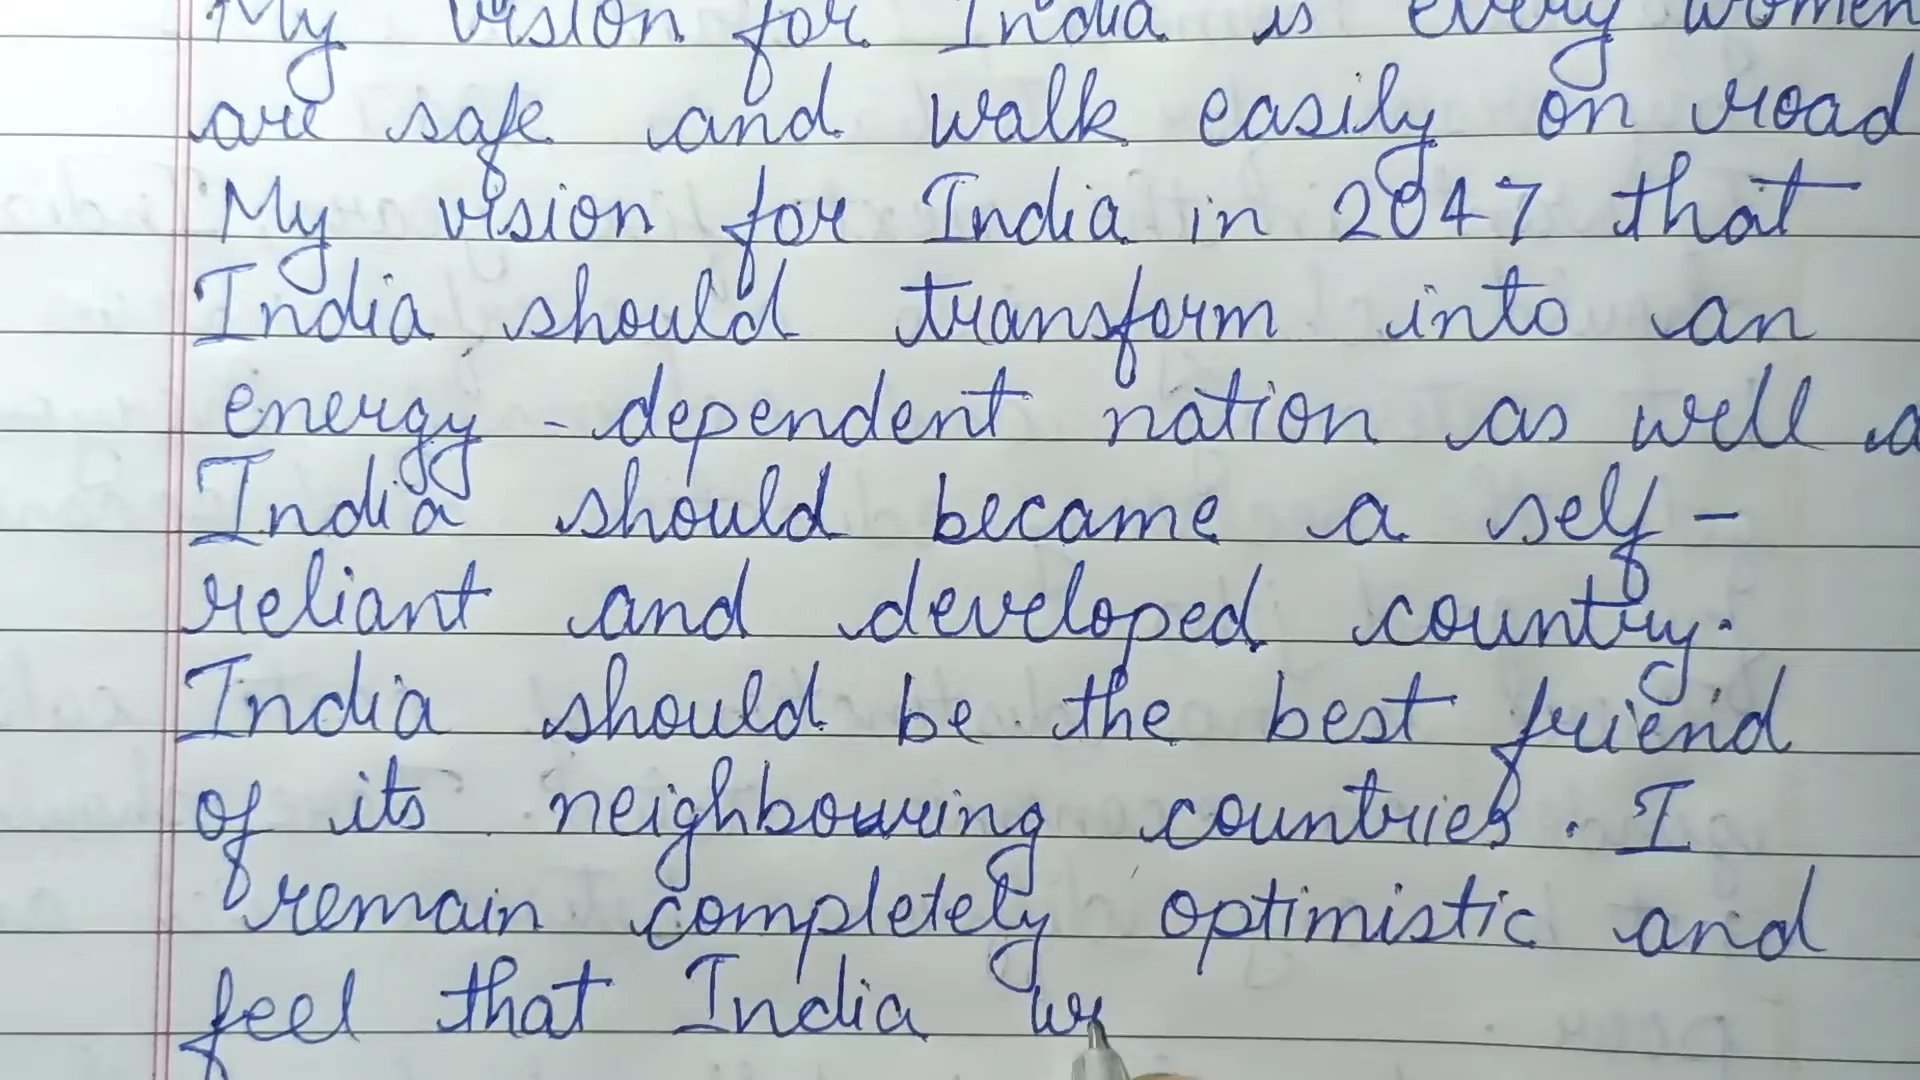 My vision for India is every women
are safe and walk easily on road
My vision for India in 2047 that
India should transform into an
energy - dependent nation as well a
India should became a self -
reliant and developed country.
India should be the best friend
of its neighbouring countries. I
remain completely optimistic and
feel that India